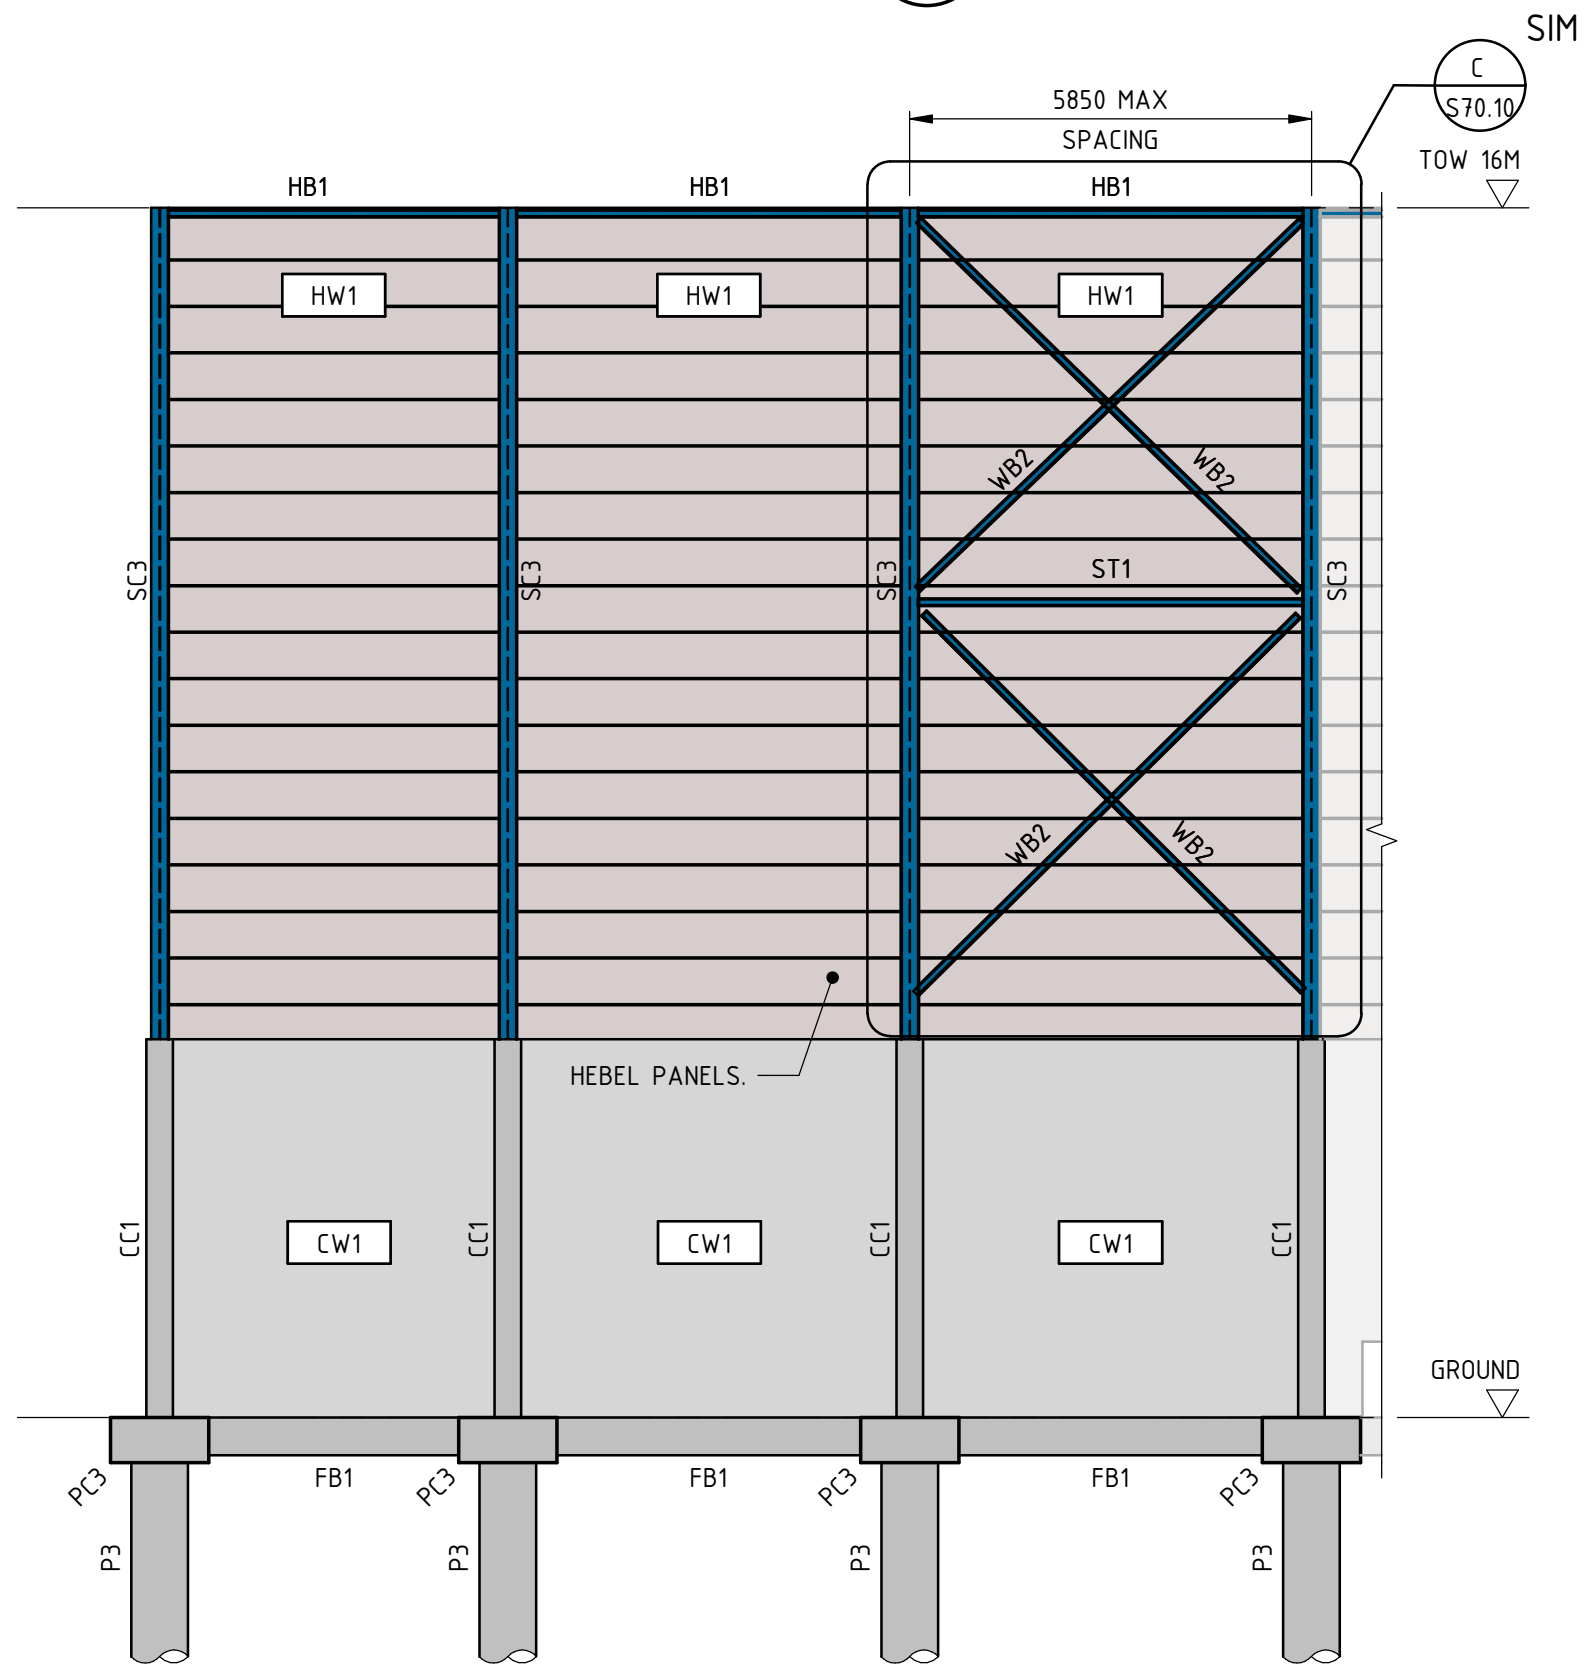 SIM
C
S70.10
5850 MAX
SPACING
TOW 16M
HB1
HB1
HB1
HW1
HW1
HW1
WB2
WB2
SC3
SC3
SC3
ST1
SC3
WB2
WB2
HEBEL PANELS.
CC1
CW1
CC1
CW1
CC1
CW1
CC1
GROUND
PC3
FB1
PC3
FB1
PC3
FB1
PC3
P3
P3
P3
P3